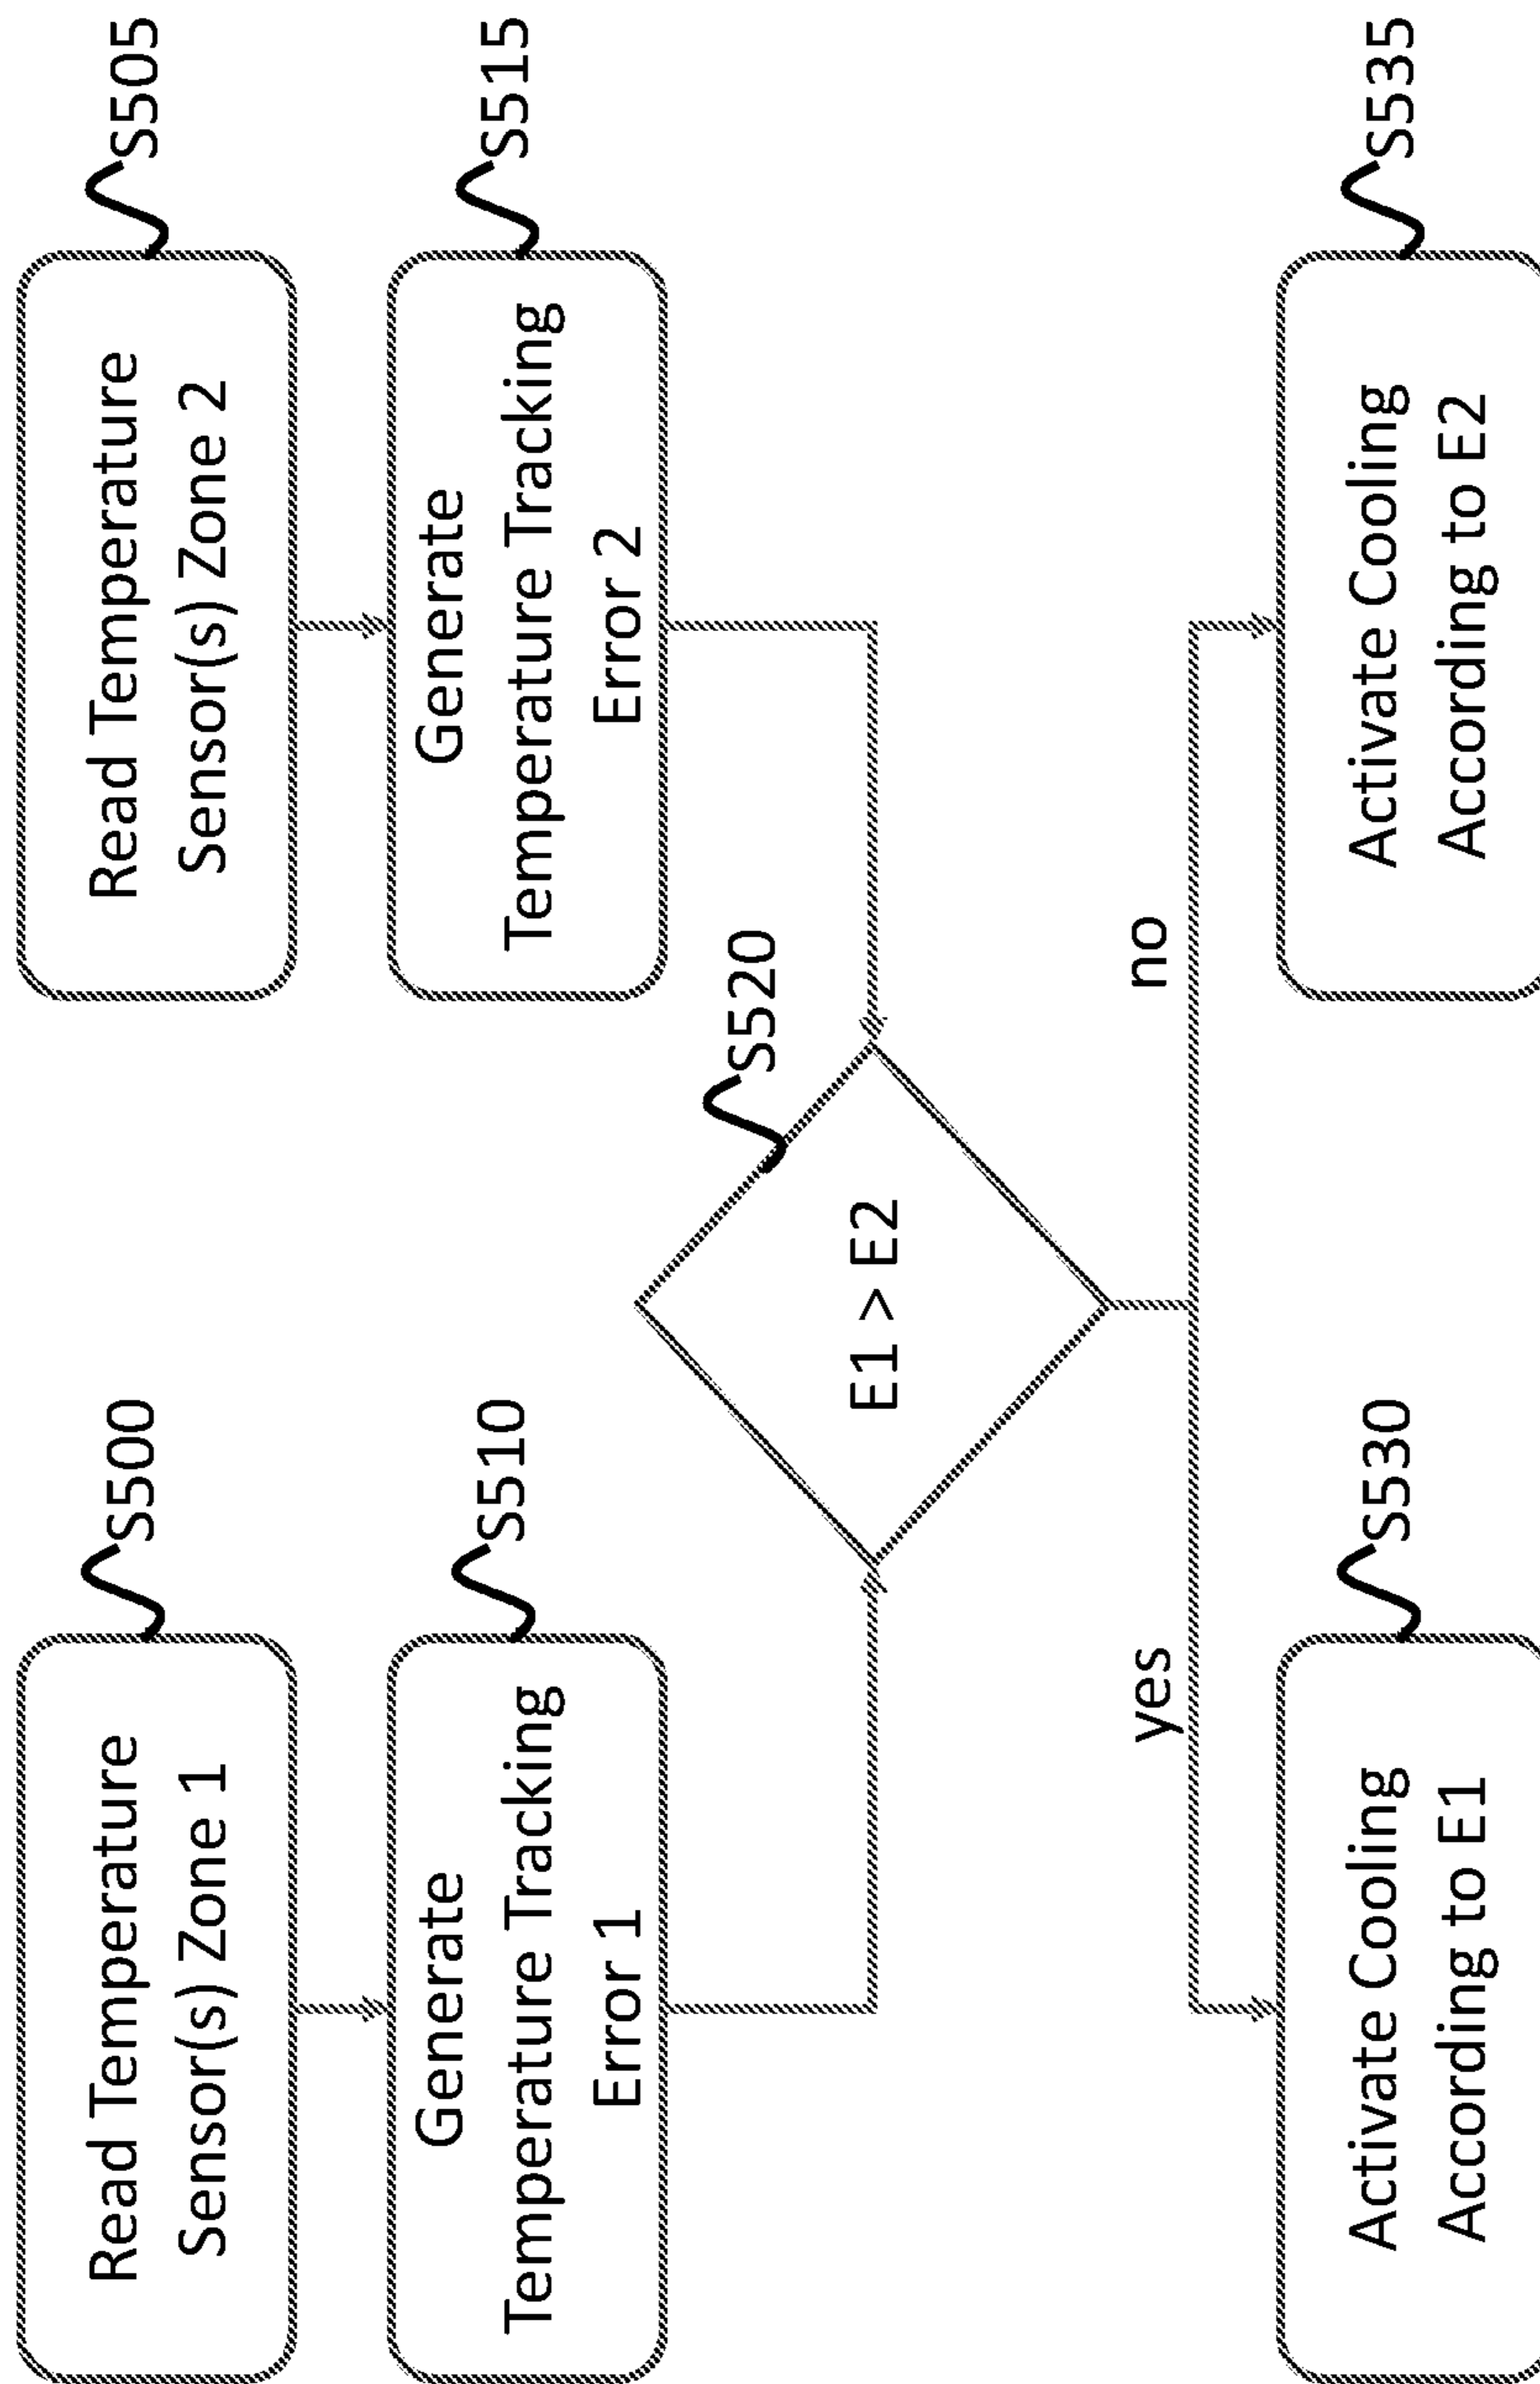 Read Temperature
Sensor(s) Zone 1
S500
Read Temperature
Sensor(s) Zone 2
S505
Generate
Temperature Tracking
Error 1
S510
Generate
Temperature Tracking
Error 2
S515
S520
E1 > E2
yes
no
Activate Cooling
According to E1
S530
Activate Cooling
According to E2
S535